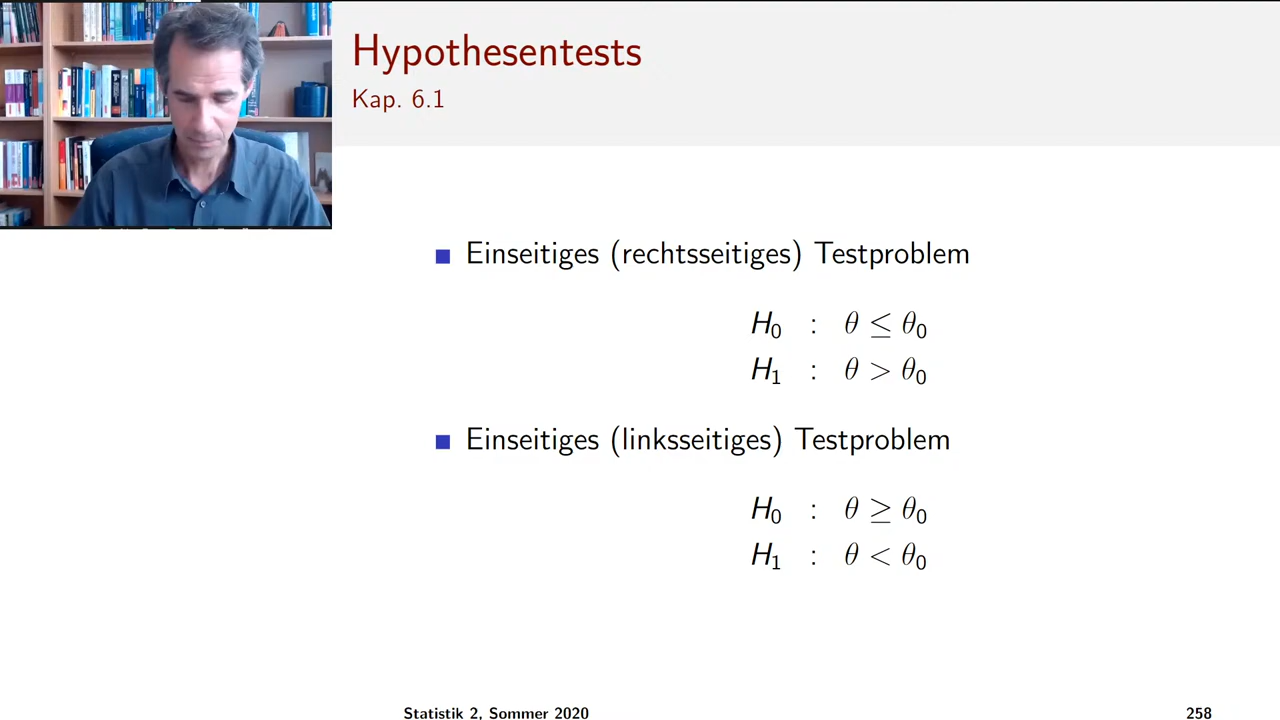 Hypothesentests
Kap. 6.1
Einseitiges (rechtsseitiges) Testproblem
H₀ : θ ≤ θ₀
H₁ : θ > θ₀
Einseitiges (linksseitiges) Testproblem
H₀ : θ ≥ θ₀
H₁ : θ < θ₀
Statistik 2, Sommer 2020
258